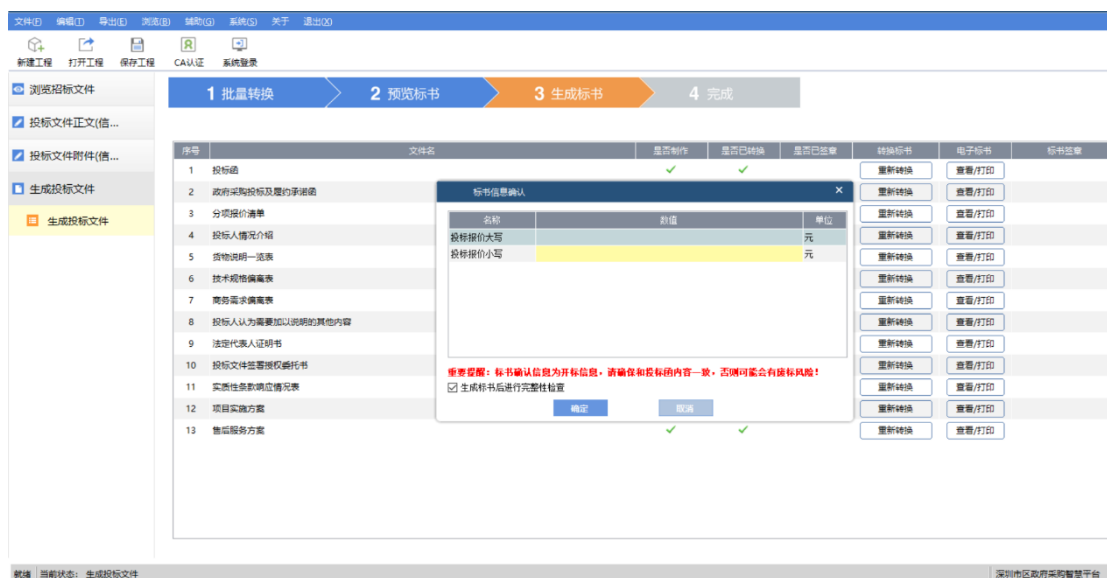 文件(F) 编辑(T) 导出(E) 浏览(B) 辅助(G) 系统(S) 关于 退出(X)
新建工程 打开工程 保存工程 CA认证 系统登录
浏览招标文件
投标文件正文(信...
投标文件附件(信...
生成投标文件
生成投标文件
1 批量转换 2 预览标书 3 生成标书 4 完成
序号 文件名 是否制作 是否已转换 是否已签章 转换标书 电子标书 标书签章
1 投标函 重新转换 查看/打印
2 政府采购投标及履约承诺函 重新转换 查看/打印
3 分项报价清单 重新转换 查看/打印
4 投标人情况介绍 重新转换 查看/打印
5 货物说明一览表 重新转换 查看/打印
6 技术规格偏离表 重新转换 查看/打印
7 商务需求偏离表 重新转换 查看/打印
8 投标人认为需要加以说明的其他内容 重新转换 查看/打印
9 法定代表人证明书 重新转换 查看/打印
10 投标文件签署授权委托书 重新转换 查看/打印
11 实质性条款响应情况表 重新转换 查看/打印
12 项目实施方案 重新转换 查看/打印
13 售后服务方案 重新转换 查看/打印
标书信息确认 ×
名称 数值 单位
投标报价大写 元
投标报价小写 元
重要提醒：标书确认信息为开标信息，请确保和投标函内容一致，否则可能会有废标风险！
生成标书后进行完整性检查
确定 取消
就绪 当前状态: 生成投标文件 深圳市区政府采购智慧平台